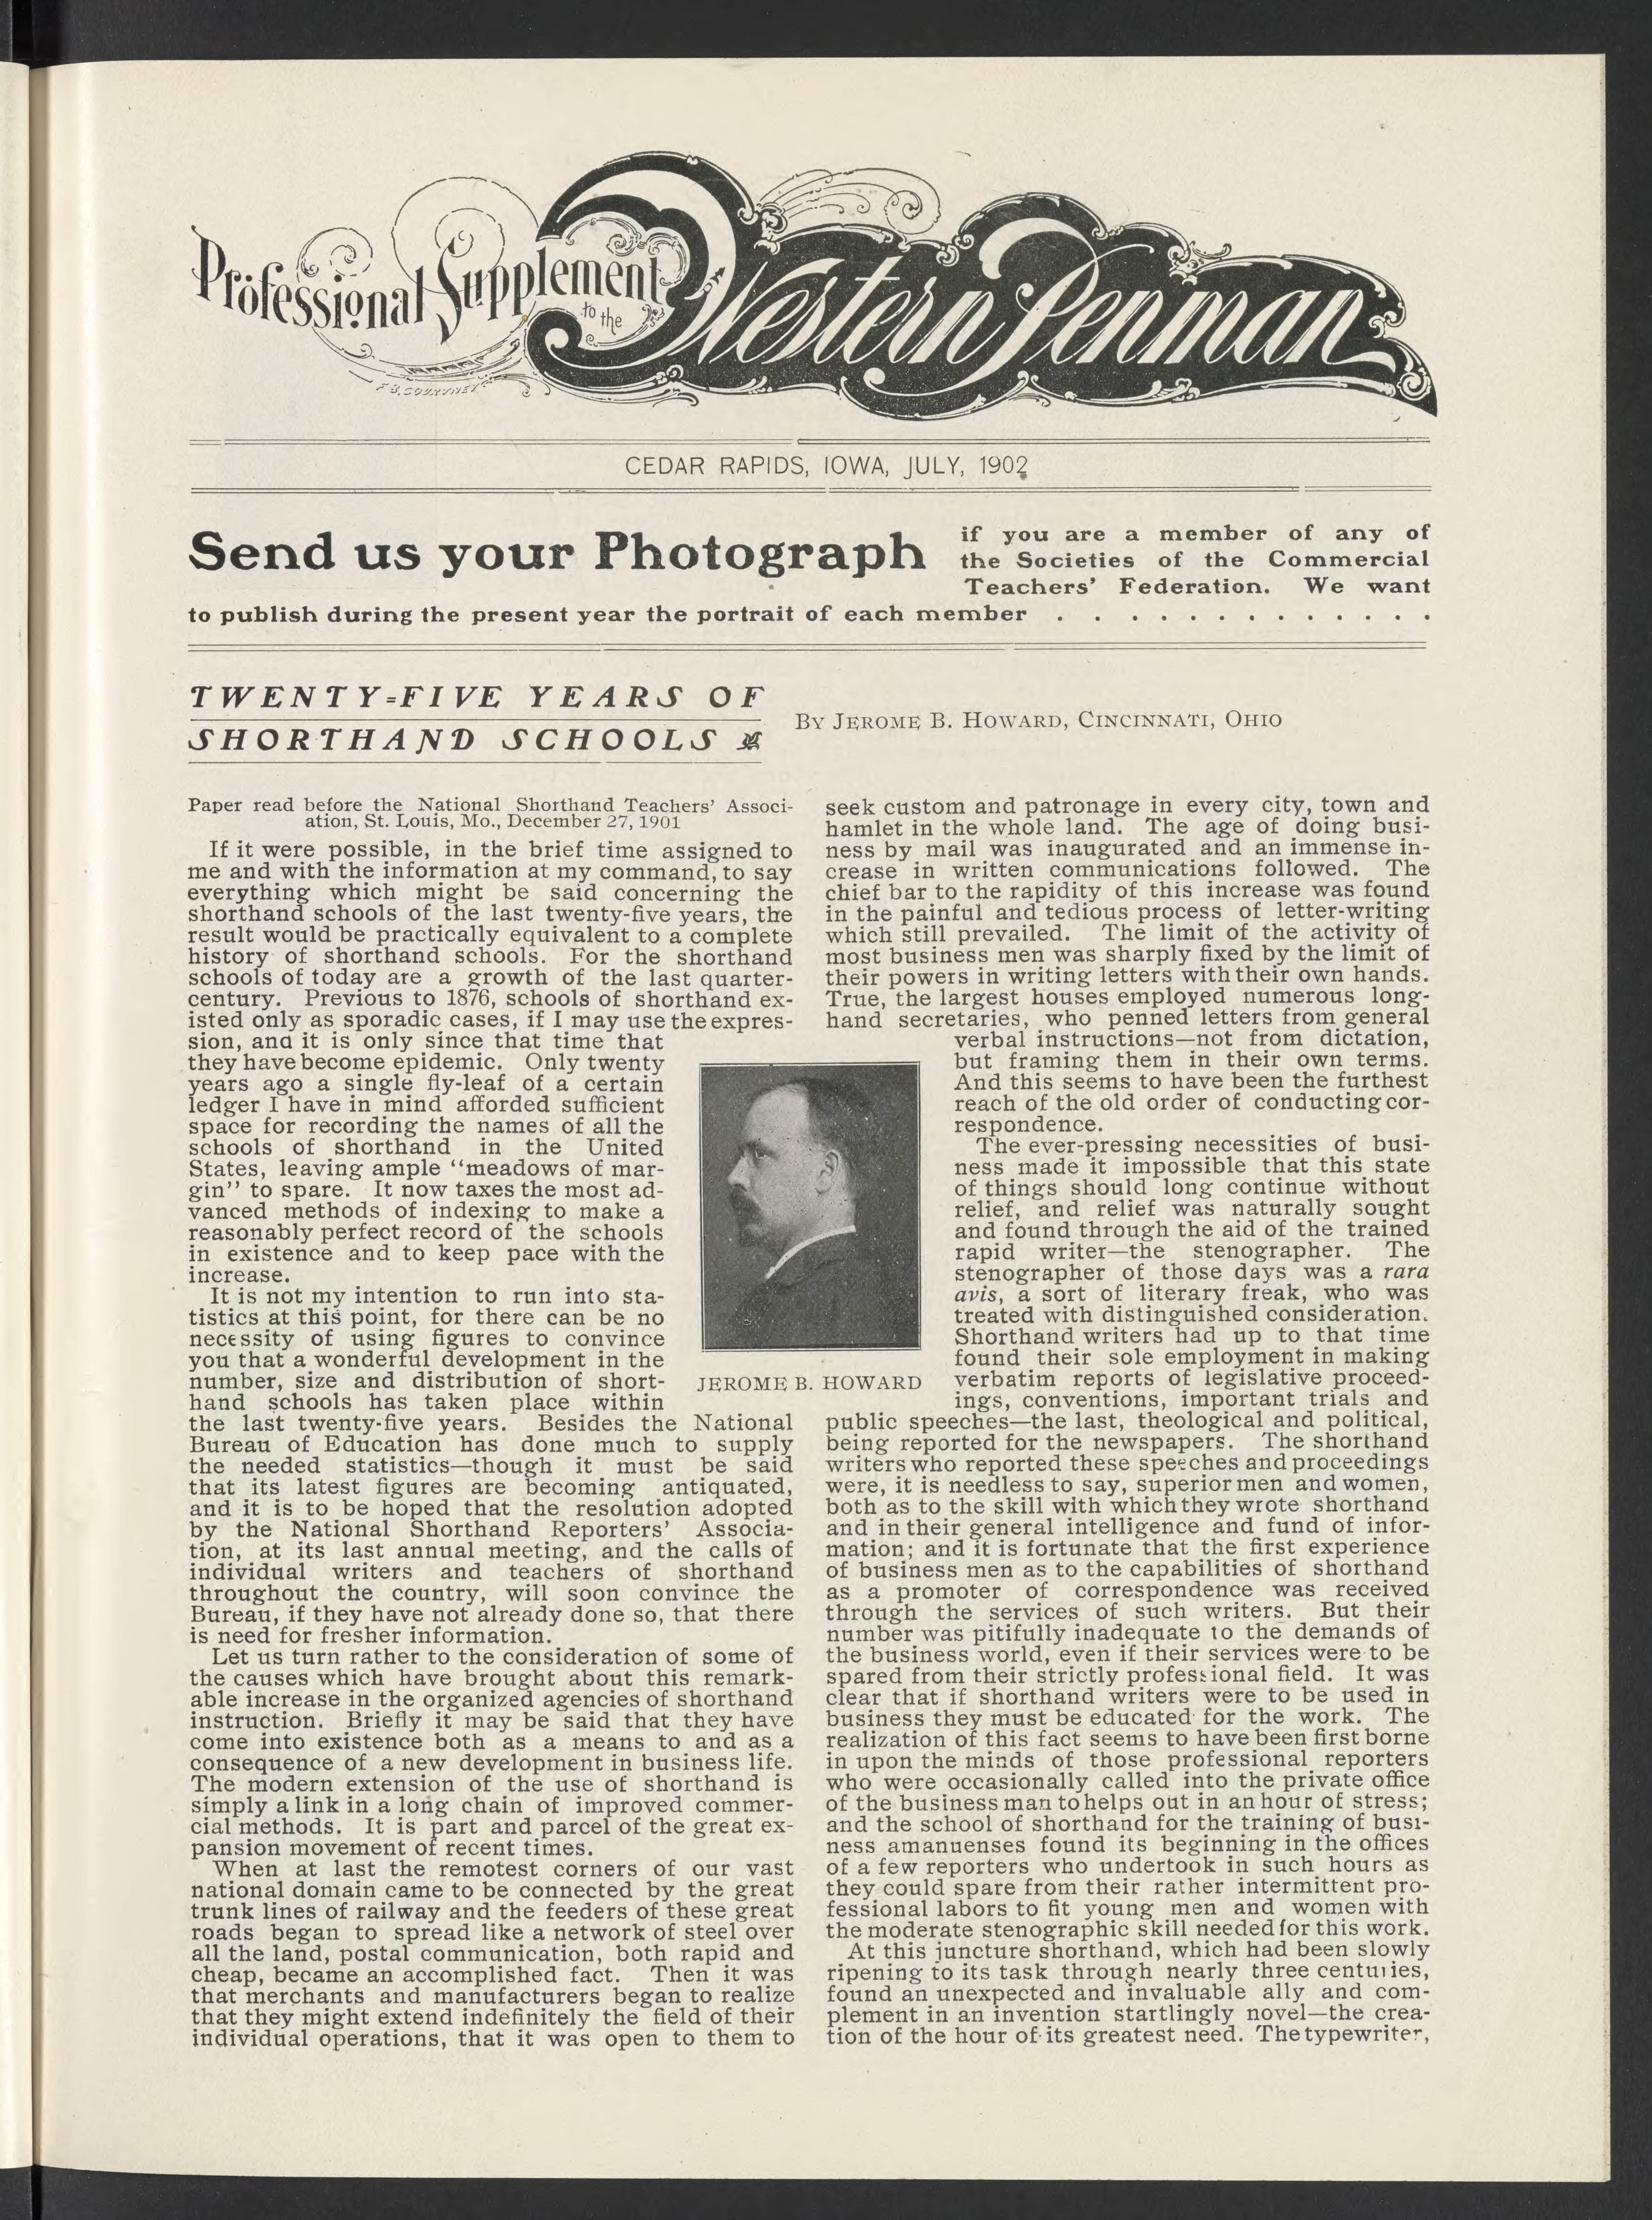 Professional Supplement to the Western Penman
F. B. COURTNEY
CEDAR RAPIDS, IOWA, JULY, 1902
Send us your Photograph if you are a member of any of
the Societies of the Commercial
Teachers' Federation. We want
to publish during the present year the portrait of each member . . . . . . . . . . . . .
TWENTY-FIVE YEARS OF
SHORTHAND SCHOOLS
BY JEROME B. HOWARD, CINCINNATI, OHIO
Paper read before the National Shorthand Teachers' Associ-
ation, St. Louis, Mo., December 27, 1901
If it were possible, in the brief time assigned to
me and with the information at my command, to say
everything which might be said concerning the
shorthand schools of the last twenty-five years, the
result would be practically equivalent to a complete
history of shorthand schools. For the shorthand
schools of today are a growth of the last quarter-
century. Previous to 1876, schools of shorthand ex-
isted only as sporadic cases, if I may use the expres-
sion, and it is only since that time that
they have become epidemic. Only twenty
years ago a single fly-leaf of a certain
ledger I have in mind afforded sufficient
space for recording the names of all the
schools of shorthand in the United
States, leaving ample "meadows of mar-
gin" to spare. It now taxes the most ad-
vanced methods of indexing to make a
reasonably perfect record of the schools
in existence and to keep pace with the
increase.
It is not my intention to run into sta-
tistics at this point, for there can be no
necessity of using figures to convince
you that a wonderful development in the
number, size and distribution of short-
hand schools has taken place within
the last twenty-five years. Besides the National
Bureau of Education has done much to supply
the needed statistics—though it must be said
that its latest figures are becoming antiquated,
and it is to be hoped that the resolution adopted
by the National Shorthand Reporters' Associa-
tion, at its last annual meeting, and the calls of
individual writers and teachers of shorthand
throughout the country, will soon convince the
Bureau, if they have not already done so, that there
is need for fresher information.
Let us turn rather to the consideration of some of
the causes which have brought about this remark-
able increase in the organized agencies of shorthand
instruction. Briefly it may be said that they have
come into existence both as a means to and as a
consequence of a new development in business life.
The modern extension of the use of shorthand is
simply a link in a long chain of improved commer-
cial methods. It is part and parcel of the great ex-
pansion movement of recent times.
When at last the remotest corners of our vast
national domain came to be connected by the great
trunk lines of railway and the feeders of these great
roads began to spread like a network of steel over
all the land, postal communication, both rapid and
cheap, became an accomplished fact. Then it was
that merchants and manufacturers began to realize
that they might extend indefinitely the field of their
individual operations, that it was open to them to
JEROME B. HOWARD
seek custom and patronage in every city, town and
hamlet in the whole land. The age of doing busi-
ness by mail was inaugurated and an immense in-
crease in written communications followed. The
chief bar to the rapidity of this increase was found
in the painful and tedious process of letter-writing
which still prevailed. The limit of the activity of
most business men was sharply fixed by the limit of
their powers in writing letters with their own hands.
True, the largest houses employed numerous long-
hand secretaries, who penned letters from general
verbal instructions—not from dictation,
but framing them in their own terms.
And this seems to have been the furthest
reach of the old order of conducting cor-
respondence.
The ever-pressing necessities of busi-
ness made it impossible that this state
of things should long continue without
relief, and relief was naturally sought
and found through the aid of the trained
rapid writer—the stenographer. The
stenographer of those days was a rara
avis, a sort of literary freak, who was
treated with distinguished consideration.
Shorthand writers had up to that time
found their sole employment in making
verbatim reports of legislative proceed-
ings, conventions, important trials and
public speeches—the last, theological and political,
being reported for the newspapers. The shorthand
writers who reported these speeches and proceedings
were, it is needless to say, superior men and women,
both as to the skill with which they wrote shorthand
and in their general intelligence and fund of infor-
mation; and it is fortunate that the first experience
of business men as to the capabilities of shorthand
as a promoter of correspondence was received
through the services of such writers. But their
number was pitifully inadequate to the demands of
the business world, even if their services were to be
spared from their strictly professional field. It was
clear that if shorthand writers were to be used in
business they must be educated for the work. The
realization of this fact seems to have been first borne
in upon the minds of those professional reporters
who were occasionally called into the private office
of the business man to helps out in an hour of stress;
and the school of shorthand for the training of busi-
ness amanuenses found its beginning in the offices
of a few reporters who undertook in such hours as
they could spare from their rather intermittent pro-
fessional labors to fit young men and women with
the moderate stenographic skill needed for this work.
At this juncture shorthand, which had been slowly
ripening to its task through nearly three centuries,
found an unexpected and invaluable ally and com-
plement in an invention startlingly novel—the crea-
tion of the hour of its greatest need. The typewriter,